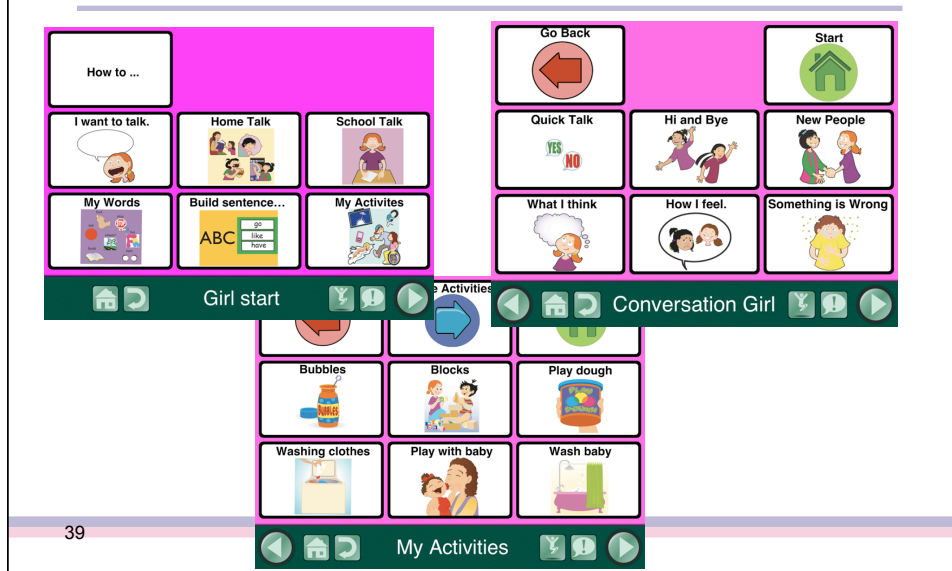 How to ...
I want to talk.
Home Talk
School Talk
My Words
Build sentence...
My Activites
ABC
go
like
have
Girl start
Go Back
Start
Quick Talk
Hi and Bye
New People
YES
NO
What I think
How I feel.
Something is Wrong
Conversation Girl
Activities
Bubbles
Blocks
Play dough
BUBBLES
Washing clothes
Play with baby
Wash baby
My Activities
39